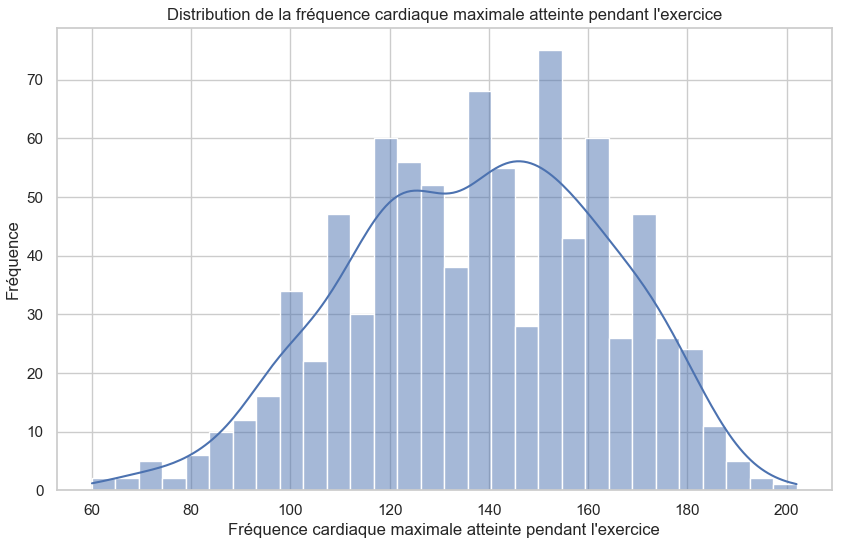 Distribution de la fréquence cardiaque maximale atteinte pendant l'exercice
Fréquence
70
60
50
40
30
20
10
0
60 80 100 120 140 160 180 200
Fréquence cardiaque maximale atteinte pendant l'exercice